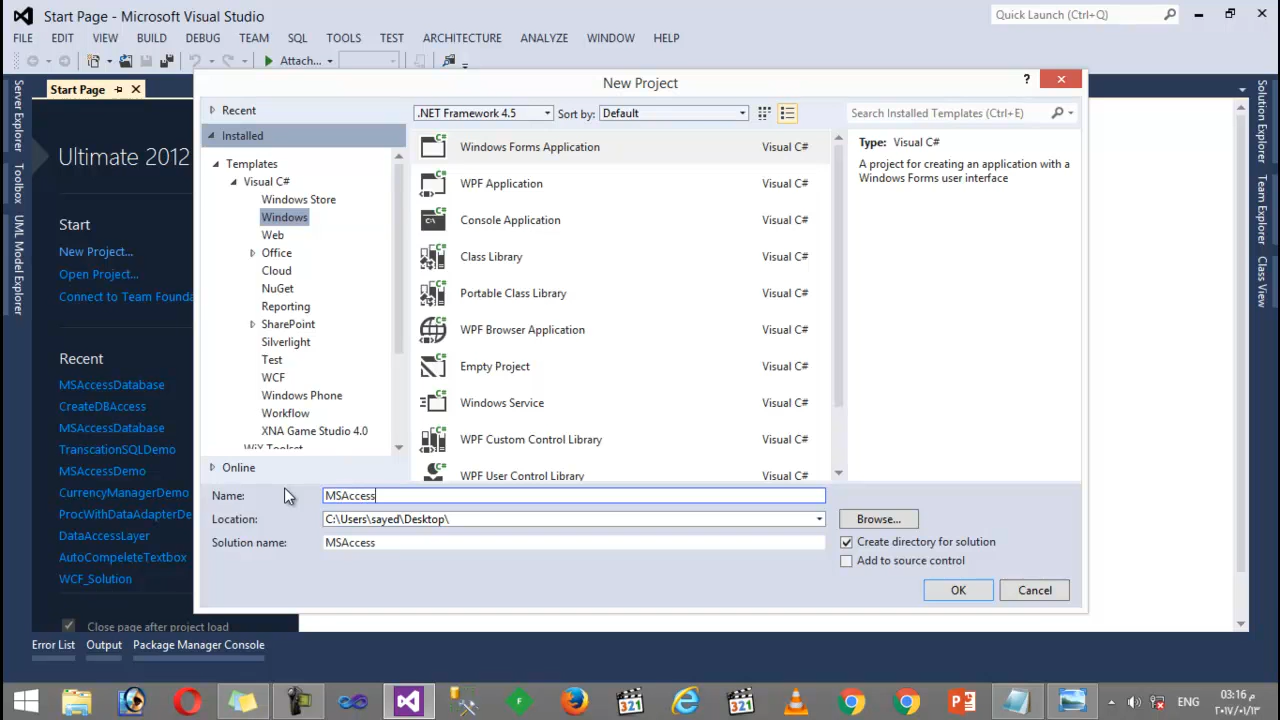 Start Page - Microsoft Visual Studio
Quick Launch (Ctrl+Q)
FILE EDIT VIEW BUILD DEBUG TEAM SQL TOOLS TEST ARCHITECTURE ANALYZE WINDOW HELP
Attach...
Start Page
New Project
?
Server Explorer
Toolbox
UML Model Explorer
Ultimate 2012
Start
New Project...
Open Project...
Connect to Team Founda
Recent
MSAccessDatabase
CreateDBAccess
MSAccessDatabase
TranscationSQLDemo
MSAccessDemo
CurrencyManagerDemo
ProcWithDataAdapterDe
DataAccessLayer
AutoCompeleteTextbox
WCF_Solution
Close page after project load
Recent
Installed
Templates
Visual C#
Windows Store
Windows
Web
Office
Cloud
NuGet
Reporting
SharePoint
Silverlight
Test
WCF
Windows Phone
Workflow
XNA Game Studio 4.0
WiX Toolset
Online
.NET Framework 4.5 Sort by: Default
Windows Forms Application Visual C#
WPF Application Visual C#
Console Application Visual C#
Class Library Visual C#
Portable Class Library Visual C#
WPF Browser Application Visual C#
Empty Project Visual C#
Windows Service Visual C#
WPF Custom Control Library Visual C#
WPF User Control Library Visual C#
Search Installed Templates (Ctrl+E)
Type: Visual C#
A project for creating an application with a
Windows Forms user interface
Name: MSAccess
Location: C:\Users\sayed\Desktop\
Browse...
Solution name: MSAccess
Create directory for solution
Add to source control
OK Cancel
Solution Explorer
Team Explorer
Class View
Error List Output Package Manager Console
321
321
ENG
03:16 م
٢٠١٧/٠١/١٣